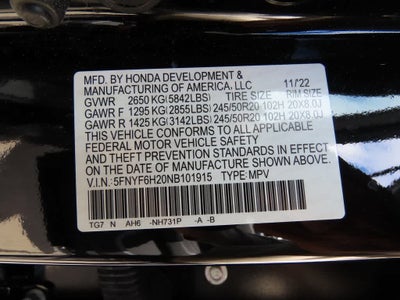 MFD. BY HONDA DEVELOPMENT &
MANUFACTURING OF AMERICA, LLC 11/22
GVWR 2650 KG(5842LBS) TIRE SIZE RIM SIZE
GAWR F 1295 KG(2855LBS) 245/50R20 102H 20X8.0J
GAWR R 1425 KG(3142LBS) 245/50R20 102H 20X8.0J
THIS VEHICLE CONFORMS TO ALL APPLICABLE
FEDERAL MOTOR VEHICLE SAFETY
AND THEFT PREVENTION STANDARDS IN EFFECT
ON THE DATE OF MANUFACTURE SHOWN ABOVE.
V.I.N.: 5FNYF6H20NB101915 TYPE: MPV
TG7 N AH6 -NH731P -A -B